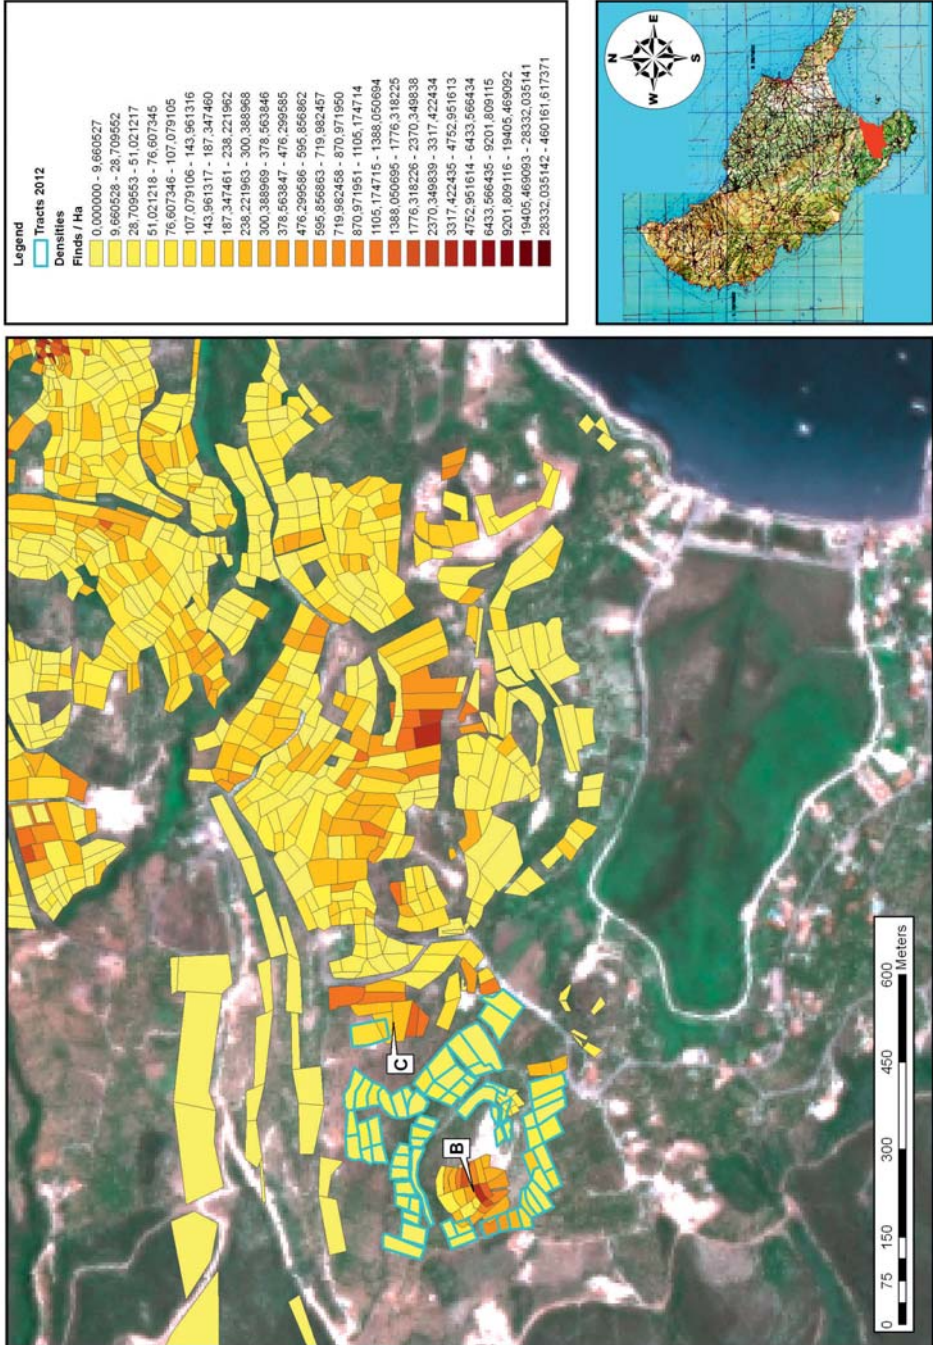 Legend
Tracts 2012
Densities
Finds / Ha
0,000000 - 9,660527
9,660528 - 28,709552
28,709553 - 51,021217
51,021218 - 76,607345
76,607346 - 107,079105
107,079106 - 143,961316
143,961317 - 187,347460
187,347461 - 238,221962
238,221963 - 300,388968
300,388969 - 378,563846
378,563847 - 476,299585
476,299586 - 595,856862
595,856863 - 719,982457
719,982458 - 870,971950
870,971951 - 1105,174714
1105,174715 - 1388,050694
1388,050695 - 1776,318225
1776,318226 - 2370,349838
2370,349839 - 3317,422434
3317,422435 - 4752,951613
4752,951614 - 6433,566434
6433,566435 - 9201,809115
9201,809116 - 19405,469092
19405,469093 - 28332,035141
28332,035142 - 460161,617371
N
E
S
W
C
B
0 75 150 300 450 600
Meters